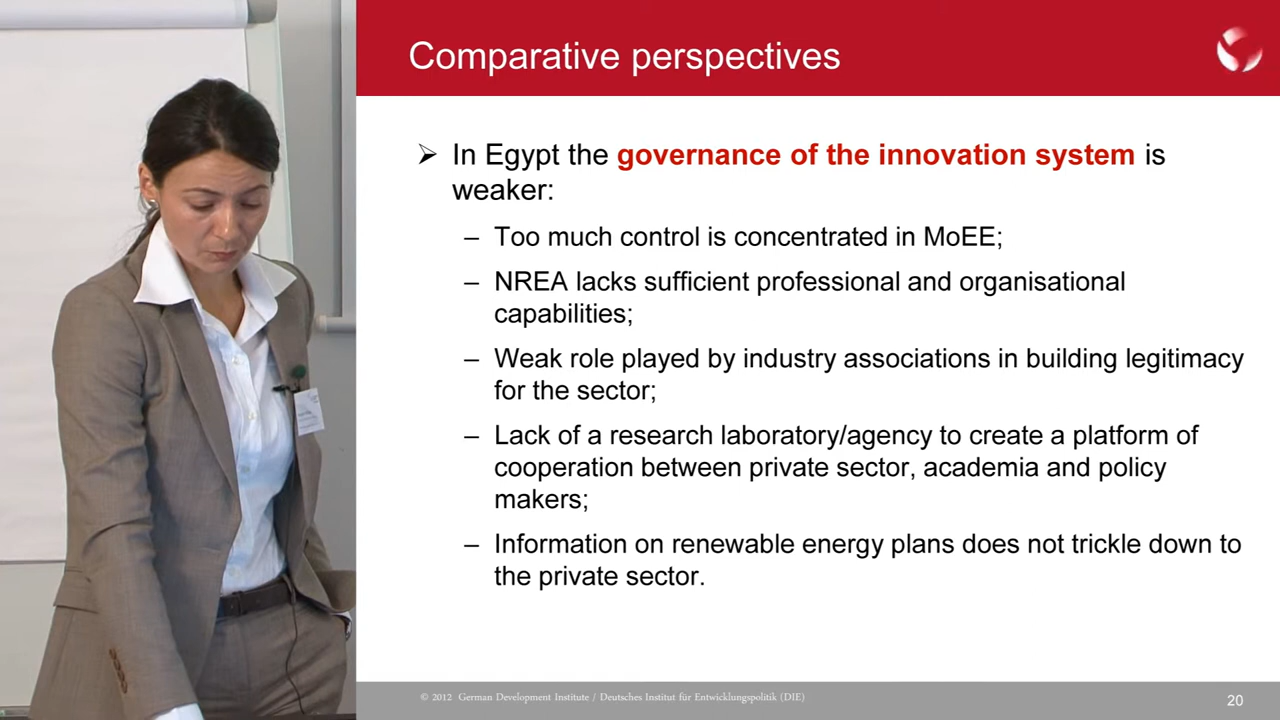 Comparative perspectives
➢ In Egypt the governance of the innovation system is
weaker:
– Too much control is concentrated in MoEE;
– NREA lacks sufficient professional and organisational
capabilities;
– Weak role played by industry associations in building legitimacy
for the sector;
– Lack of a research laboratory/agency to create a platform of
cooperation between private sector, academia and policy
makers;
– Information on renewable energy plans does not trickle down to
the private sector.
© 2012 German Development Institute / Deutsches Institut für Entwicklungspolitik (DIE)
20